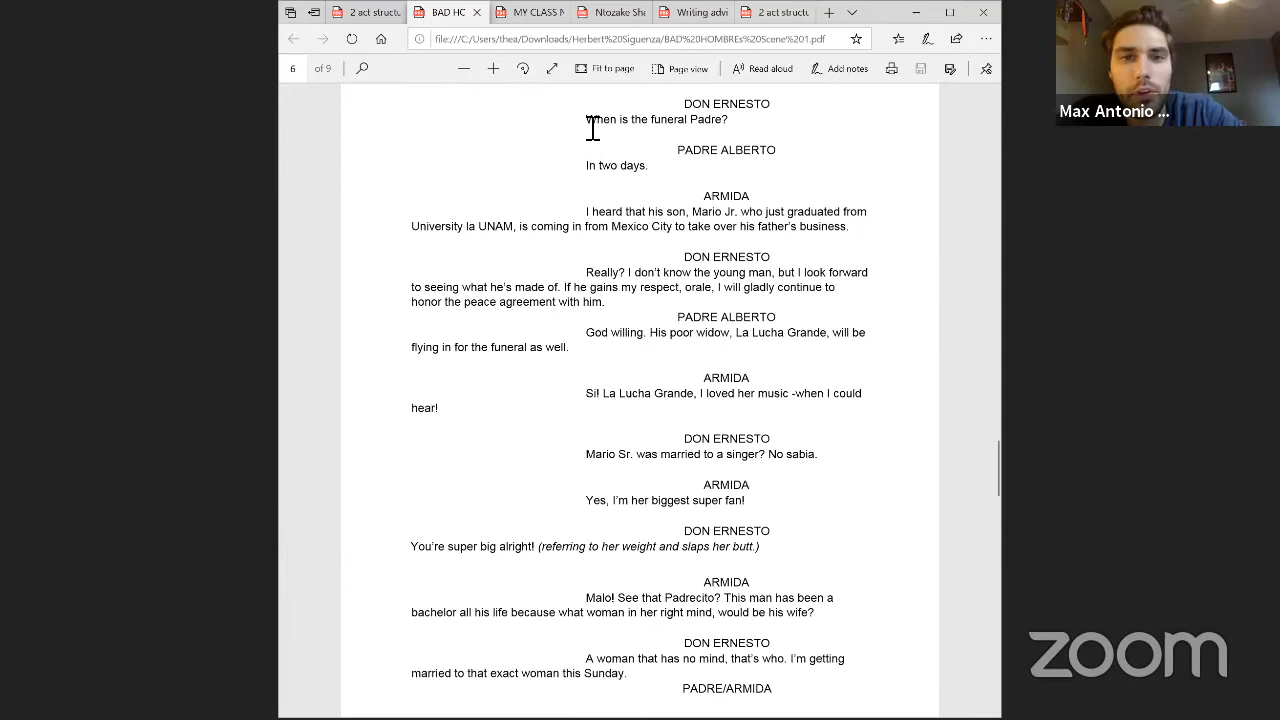 2 act structu
BAD HO
MY CLASS N
Ntozake Sha
Writing advi
2 act structu
file:///C:/Users/thea/Downloads/Herbert%20Siguenza/BAD%20HOMBREs%20Scene%201.pdf
6 of 9
Fit to page
Page view
Read aloud
Add notes
Max Antonio ...
DON ERNESTO
When is the funeral Padre?
PADRE ALBERTO
In two days.
ARMIDA
I heard that his son, Mario Jr. who just graduated from
University la UNAM, is coming in from Mexico City to take over his father's business.
DON ERNESTO
Really? I don't know the young man, but I look forward
to seeing what he's made of. If he gains my respect, orale, I will gladly continue to
honor the peace agreement with him.
PADRE ALBERTO
God willing. His poor widow, La Lucha Grande, will be
flying in for the funeral as well.
ARMIDA
Si! La Lucha Grande, I loved her music -when I could
hear!
DON ERNESTO
Mario Sr. was married to a singer? No sabia.
ARMIDA
Yes, I'm her biggest super fan!
DON ERNESTO
You're super big alright! (referring to her weight and slaps her butt.)
ARMIDA
Malo! See that Padrecito? This man has been a
bachelor all his life because what woman in her right mind, would be his wife?
DON ERNESTO
A woman that has no mind, that's who. I'm getting
married to that exact woman this Sunday.
PADRE/ARMIDA
zoom